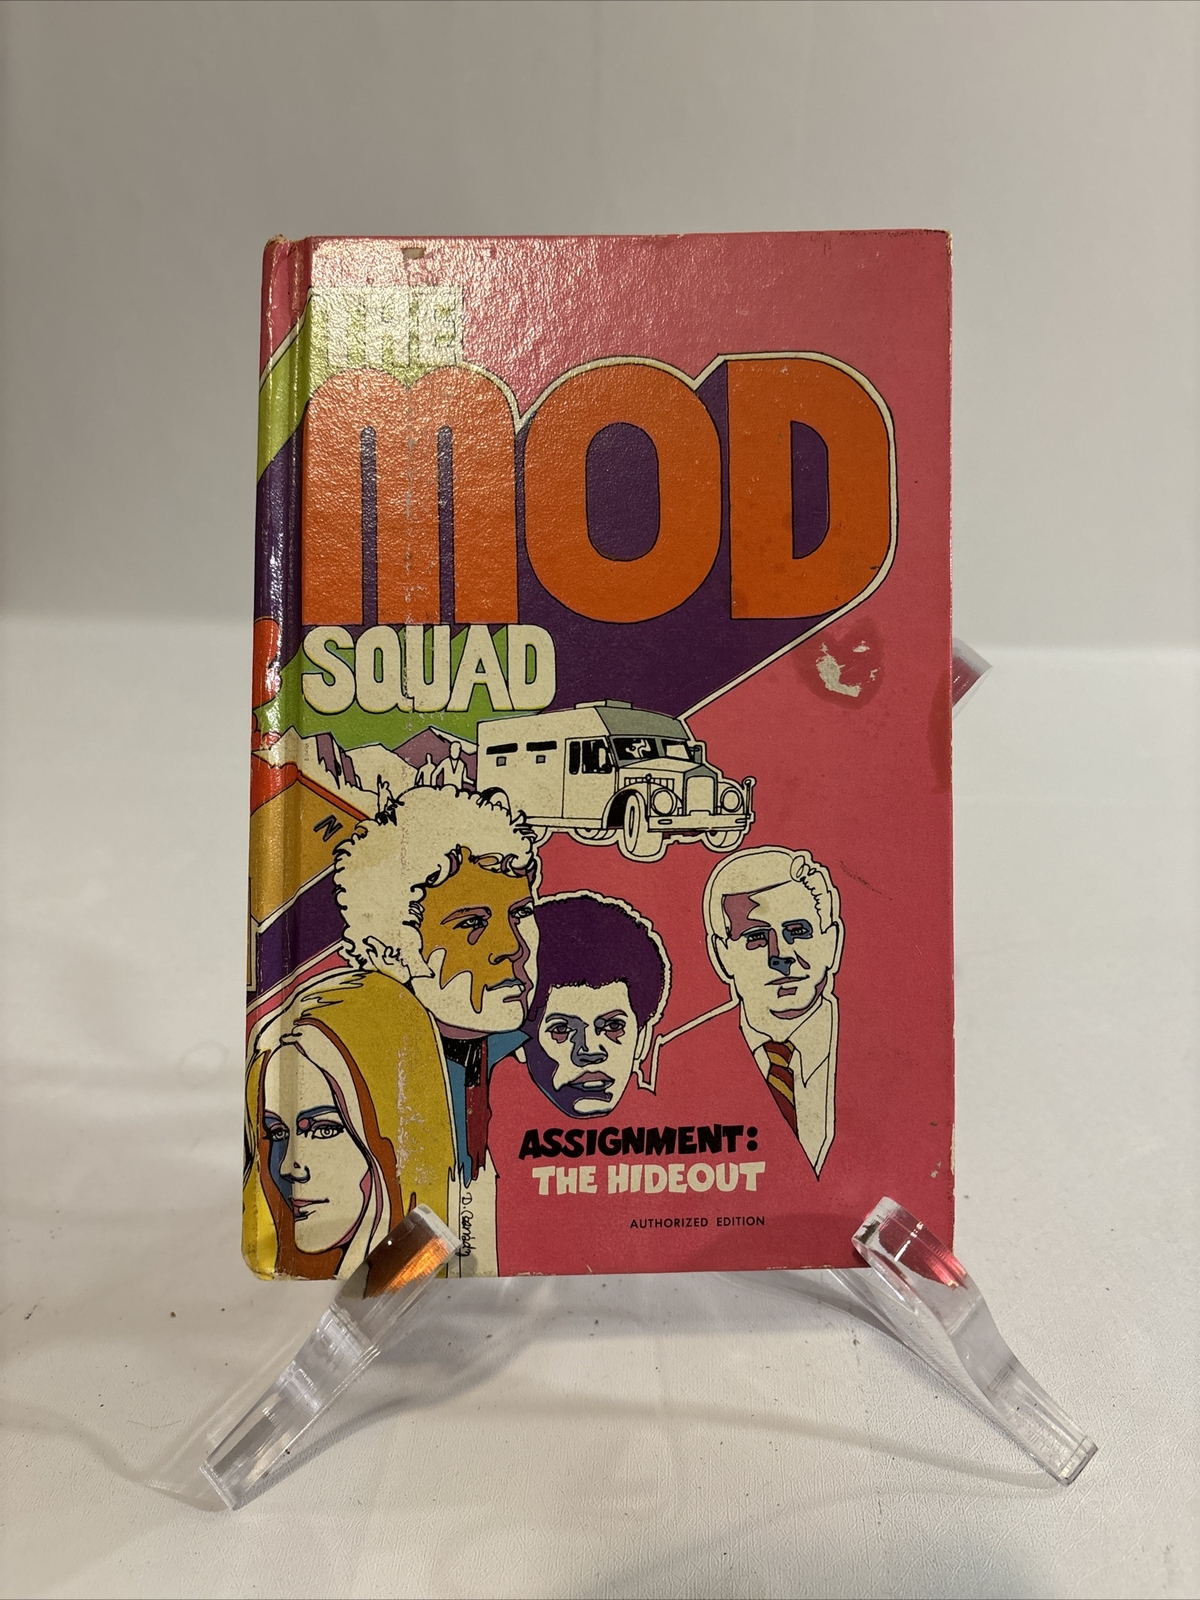 THE
MOD
SQUAD
N
ASSIGNMENT:
THE HIDEOUT
AUTHORIZED EDITION